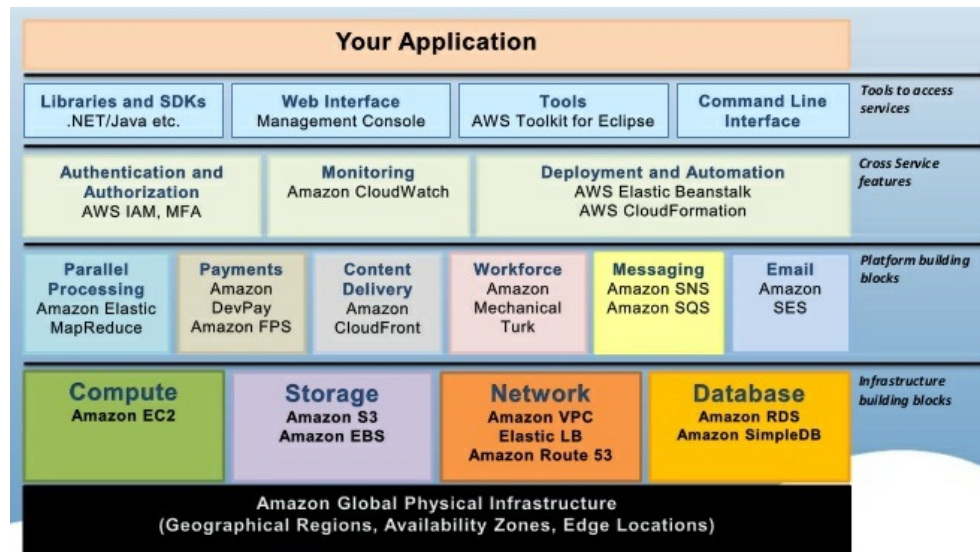 Your Application
Libraries and SDKs
.NET/Java etc.
Web Interface
Management Console
Tools
AWS Toolkit for Eclipse
Command Line
Interface
Tools to access
services
Authentication and
Authorization
AWS IAM, MFA
Monitoring
Amazon CloudWatch
Deployment and Automation
AWS Elastic Beanstalk
AWS CloudFormation
Cross Service
features
Parallel
Processing
Amazon Elastic
MapReduce
Payments
Amazon
DevPay
Amazon FPS
Content
Delivery
Amazon
CloudFront
Workforce
Amazon
Mechanical
Turk
Messaging
Amazon SNS
Amazon SQS
Email
Amazon
SES
Platform building
blocks
Compute
Amazon EC2
Storage
Amazon S3
Amazon EBS
Network
Amazon VPC
Elastic LB
Amazon Route 53
Database
Amazon RDS
Amazon SimpleDB
Infrastructure
building blocks
Amazon Global Physical Infrastructure
(Geographical Regions, Availability Zones, Edge Locations)